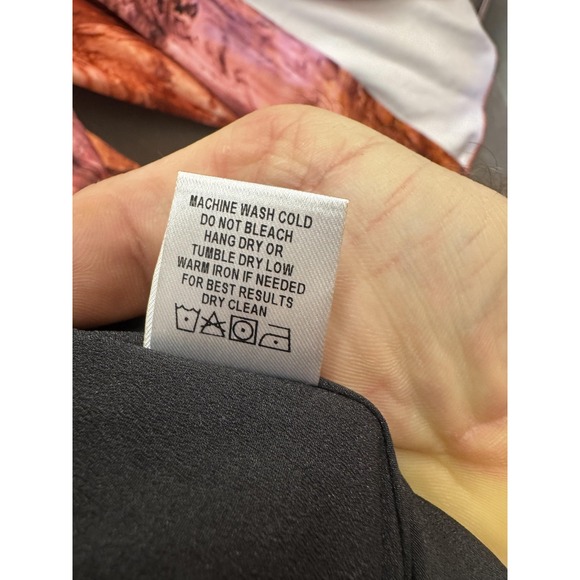 MACHINE WASH COLD
DO NOT BLEACH
HANG DRY OR
TUMBLE DRY LOW
WARM IRON IF NEEDED
FOR BEST RESULTS
DRY CLEAN